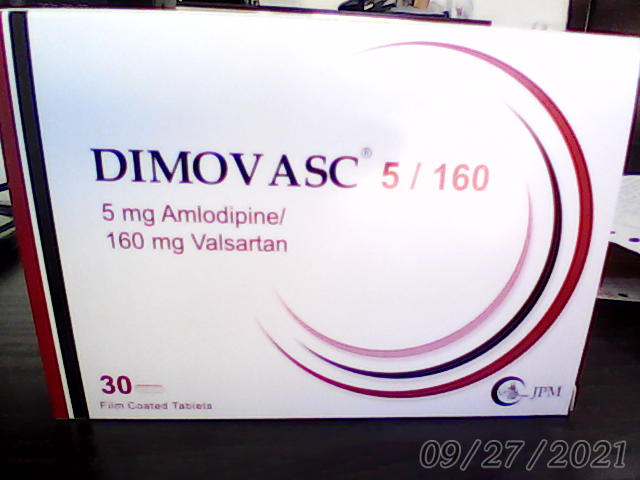 DIMOVASC® 5 / 160
5 mg Amlodipine/
160 mg Valsartan
30
Film Coated Tablets
JPM
09/27/2021